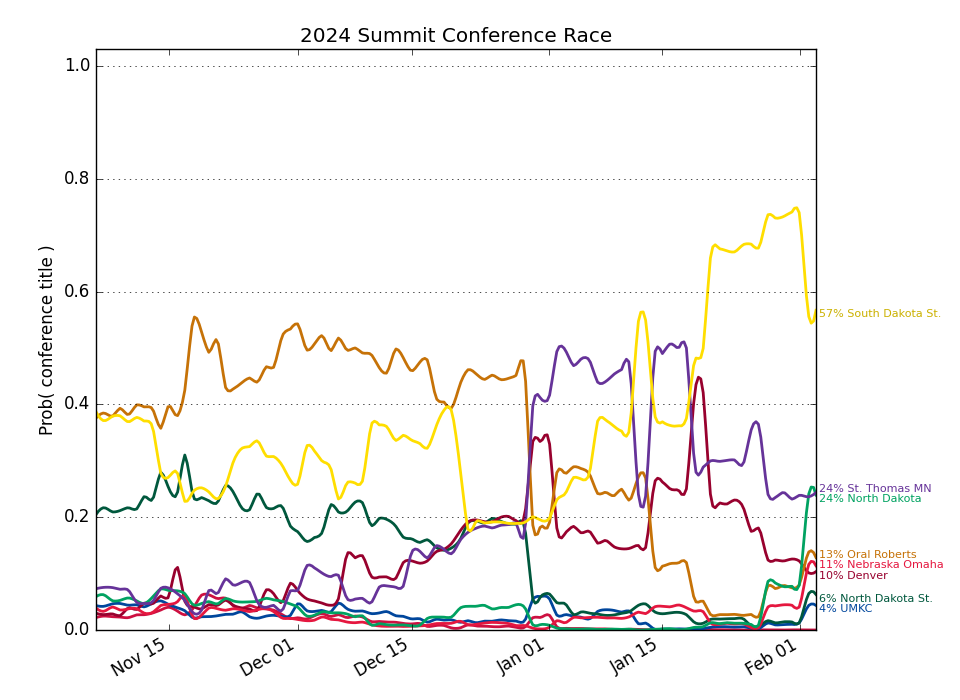 2024 Summit Conference Race
Prob( conference title )
1.0
0.8
0.6
0.4
0.2
0.0
Nov 15
Dec 01
Dec 15
Jan 01
Jan 15
Feb 01
57% South Dakota St.
24% St. Thomas MN
24% North Dakota
13% Oral Roberts
11% Nebraska Omaha
10% Denver
6% North Dakota St.
4% UMKC